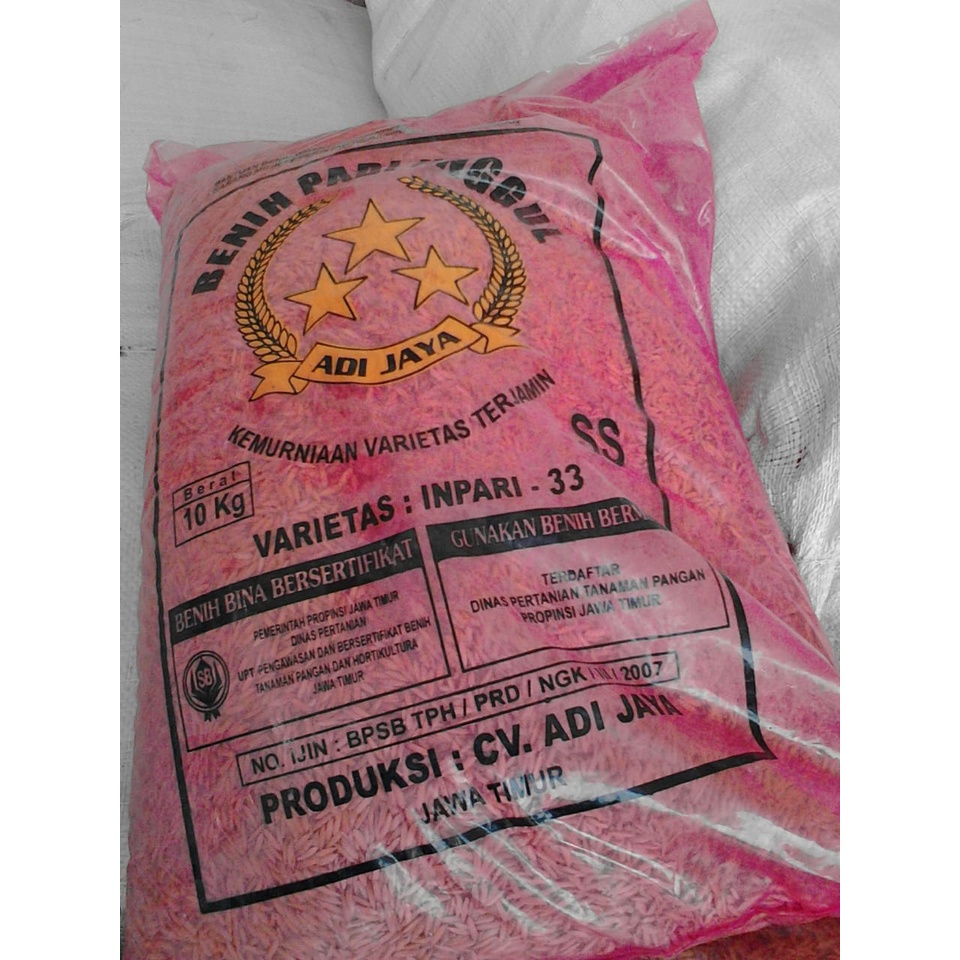 BENIH PADI UNGGUL
ADI JAYA
KEMURNIAAN VARIETAS TERJAMIN
SS
Berat
10 Kg
VARIETAS : INPARI - 33
BENIH BINA BERSERTIFIKAT
PEMERINTAH PROPINSI JAWA TIMUR
DINAS PERTANIAN
UPT. PENGAWASAN DAN BERSERTIFIKAT BENIH
TANAMAN PANGAN DAN HORTIKULTURA
JAWA TIMUR
SBI
GUNAKAN BENIH
TERDAFTAR
DINAS PERTANIAN TANAMAN PANGAN
PROPINSI JAWA TIMUR
NO. IJIN : BPSB TPH / PRD / NGK / / 2007
PRODUKSI : CV. ADI JAYA
JAWA TIMUR